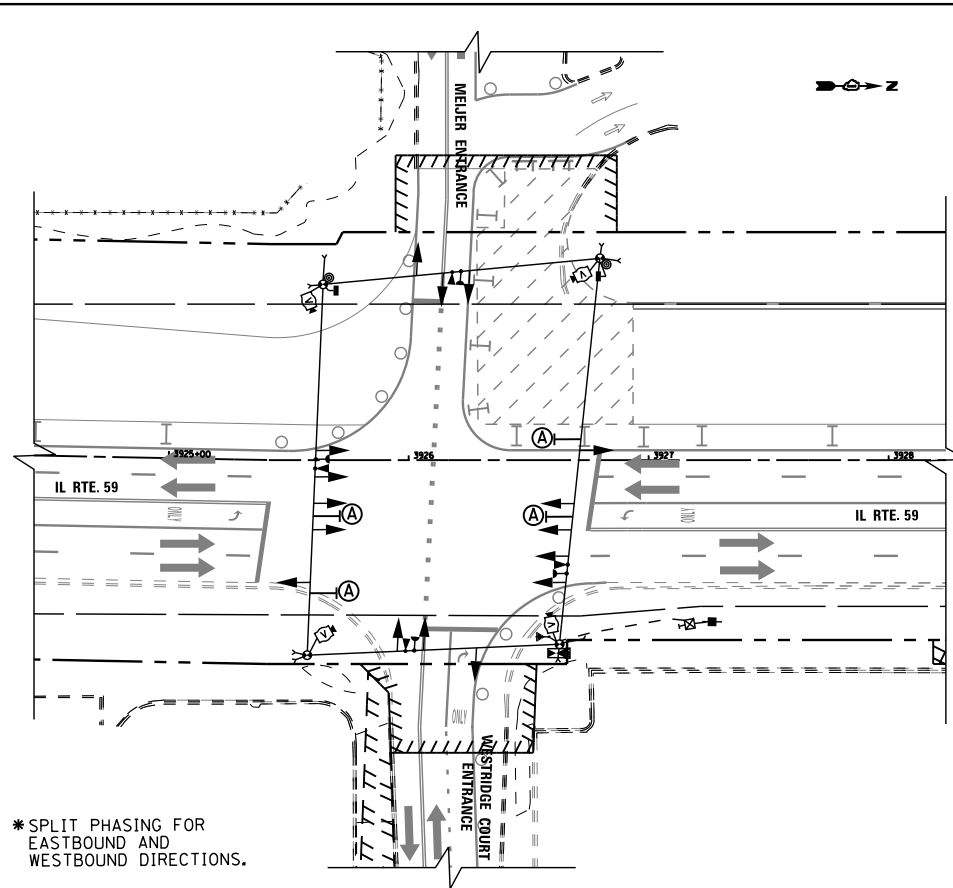 MEIJER ENTRANCE
N
V
V
A
3925+00
3926
3927
3928
IL RTE. 59
ONLY
A
A
ONLY
IL RTE. 59
A
V
V
ONLY
WESTRIDGE COURT
ENTRANCE
* SPLIT PHASING FOR
EASTBOUND AND
WESTBOUND DIRECTIONS.